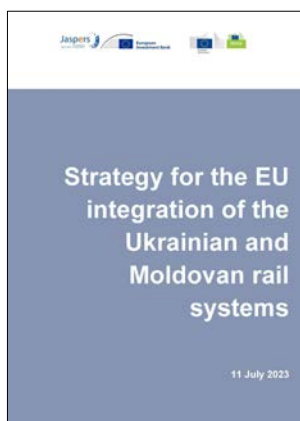 Jaspers
European
Investment Bank
Strategy for the EU
integration of the
Ukrainian and
Moldovan rail
systems
11 July 2023